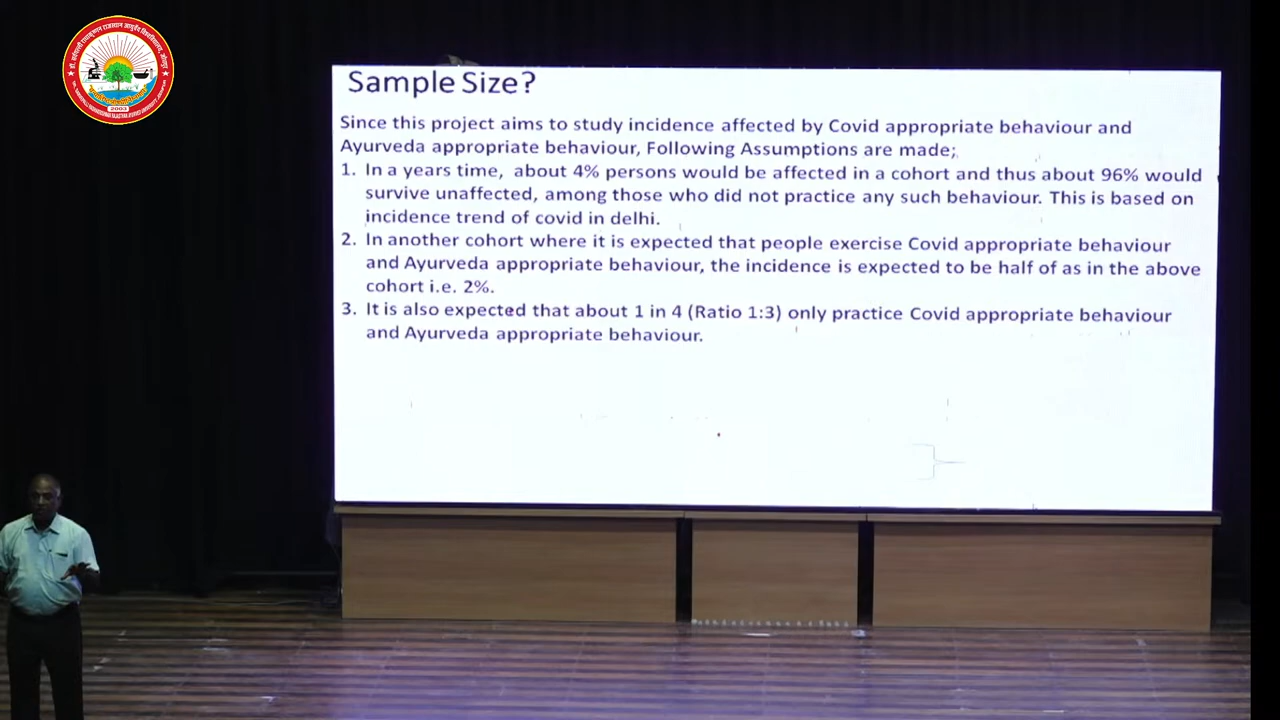 Sample Size?
Since this project aims to study incidence affected by Covid appropriate behaviour and
Ayurveda appropriate behaviour, Following Assumptions are made;
1. In a years time, about 4% persons would be affected in a cohort and thus about 96% would
survive unaffected, among those who did not practice any such behaviour. This is based on
incidence trend of covid in delhi.
2. In another cohort where it is expected that people exercise Covid appropriate behaviour
and Ayurveda appropriate behaviour, the incidence is expected to be half of as in the above
cohort i.e. 2%.
3. It is also expected that about 1 in 4 (Ratio 1:3) only practice Covid appropriate behaviour
and Ayurveda appropriate behaviour.
2003